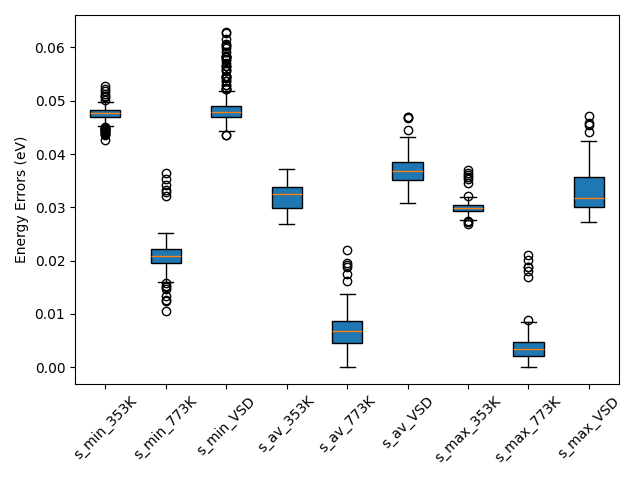 Energy Errors (eV)
0.06
0.05
0.04
0.03
0.02
0.01
0.00
s_min_353K
s_min_773K
s_min_VSD
s_av_353K
s_av_773K
s_av_VSD
s_max_353K
s_max_773K
s_max_VSD